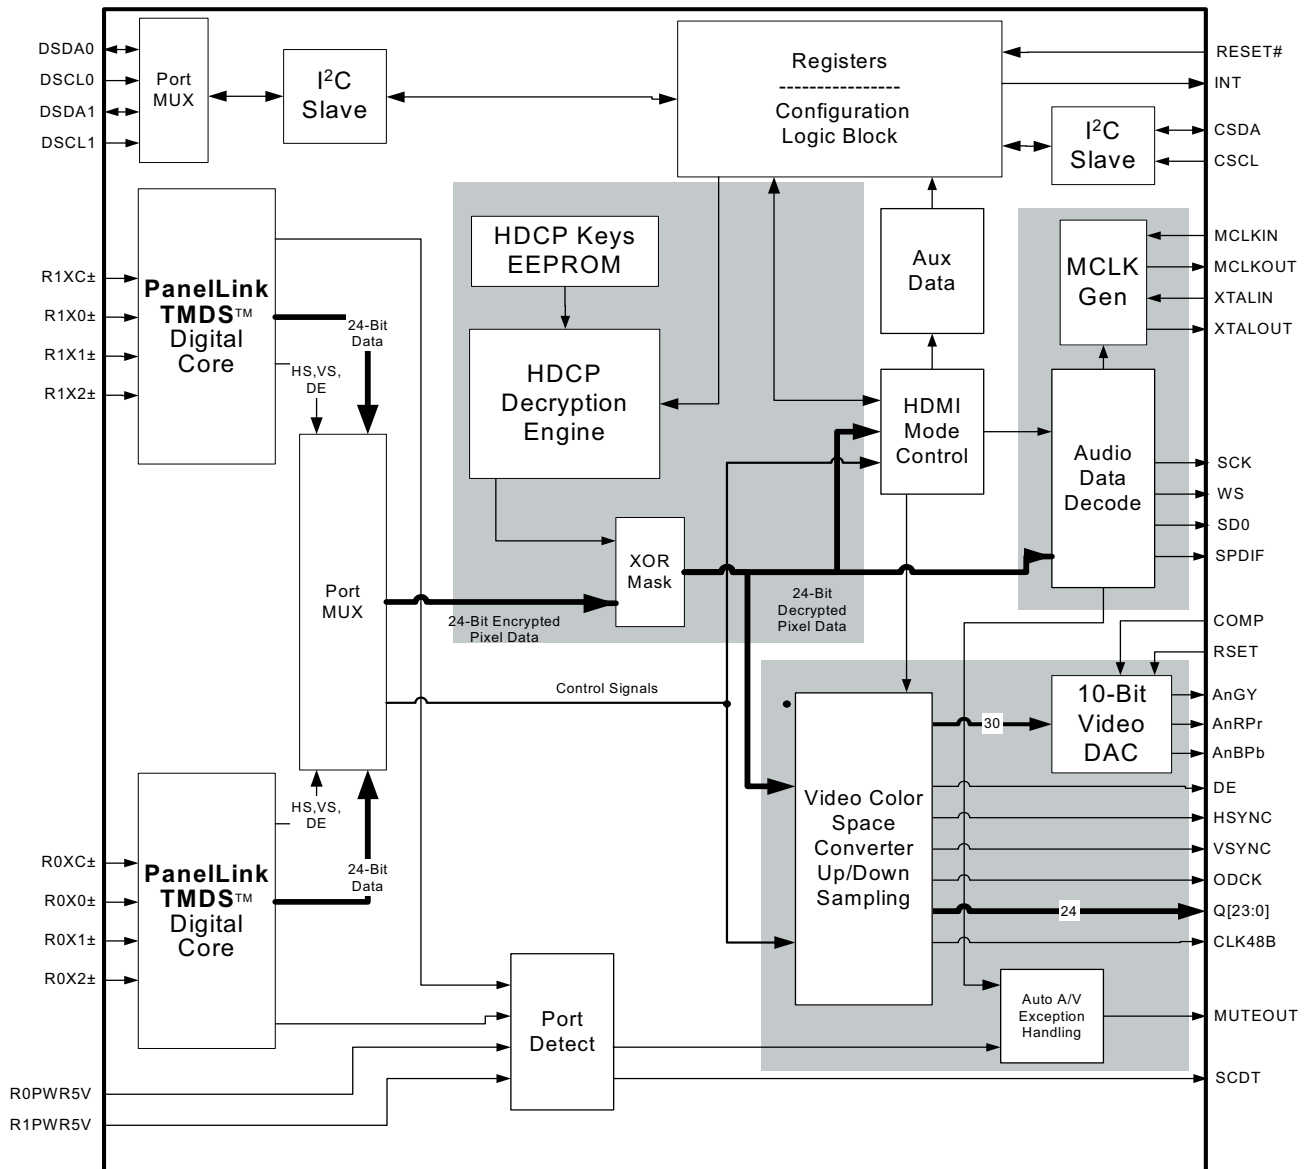 DSDA0
DSCL0
DSDA1
DSCL1
Port
MUX
I2C
Slave
Registers
----------------
Configuration
Logic Block
RESET#
INT
I2C
Slave
CSDA
CSCL
R1XC±
R1X0±
R1X1±
R1X2±
PanelLink
TMDS™
Digital
Core
24-Bit
Data
HS,VS,
DE
HDCP Keys
EEPROM
HDCP
Decryption
Engine
Aux
Data
MCLK
Gen
MCLKIN
MCLKOUT
XTALIN
XTALOUT
HDMI
Mode
Control
Audio
Data
Decode
SCK
WS
SD0
SPDIF
XOR
Mask
Port
MUX
24-Bit Encrypted
Pixel Data
24-Bit
Decrypted
Pixel Data
Control Signals
COMP
RSET
10-Bit
Video
DAC
AnGY
AnRPr
AnBPb
30
Video Color
Space
Converter
Up/Down
Sampling
DE
HSYNC
VSYNC
ODCK
24
Q[23:0]
CLK48B
R0XC±
R0X0±
R0X1±
R0X2±
PanelLink
TMDS™
Digital
Core
HS,VS,
DE
24-Bit
Data
Port
Detect
Auto A/V
Exception
Handling
MUTEOUT
SCDT
R0PWR5V
R1PWR5V